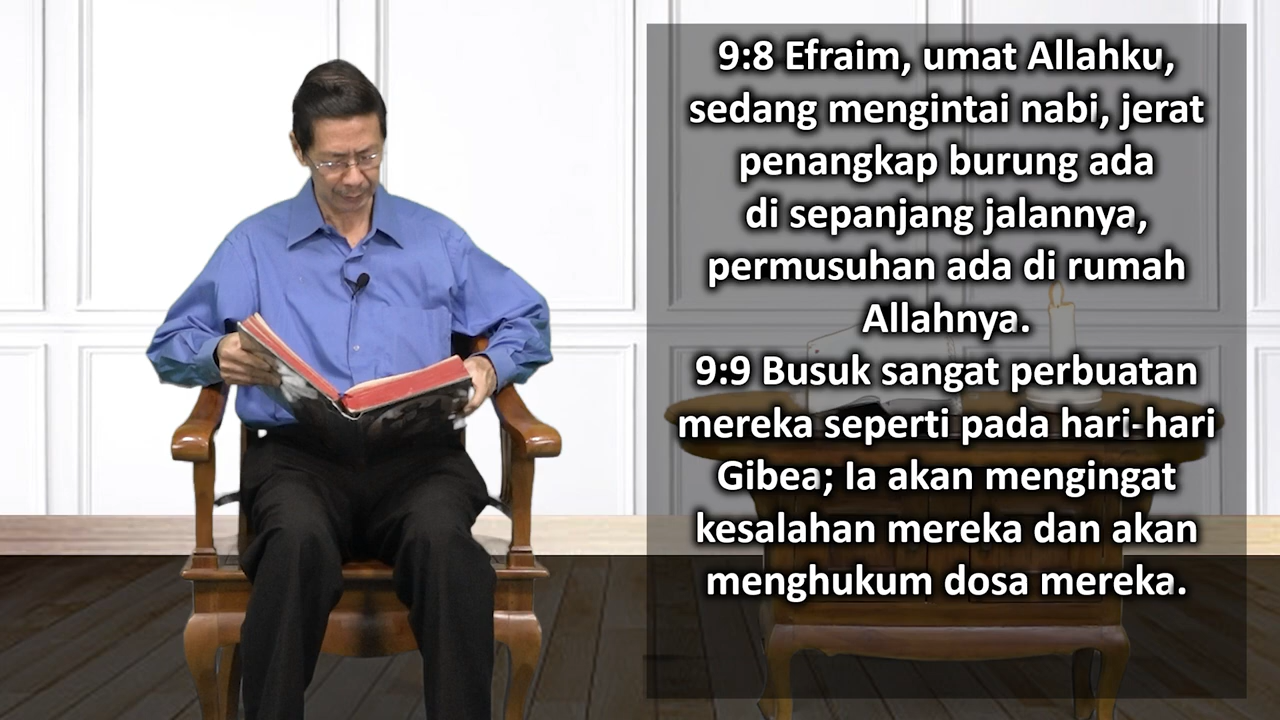 9:8 Efraim, umat Allahku,
sedang mengintai nabi, jerat
penangkap burung ada
di sepanjang jalannya,
permusuhan ada di rumah
Allahnya.
9:9 Busuk sangat perbuatan
mereka seperti pada hari-hari
Gibea; Ia akan mengingat
kesalahan mereka dan akan
menghukum dosa mereka.